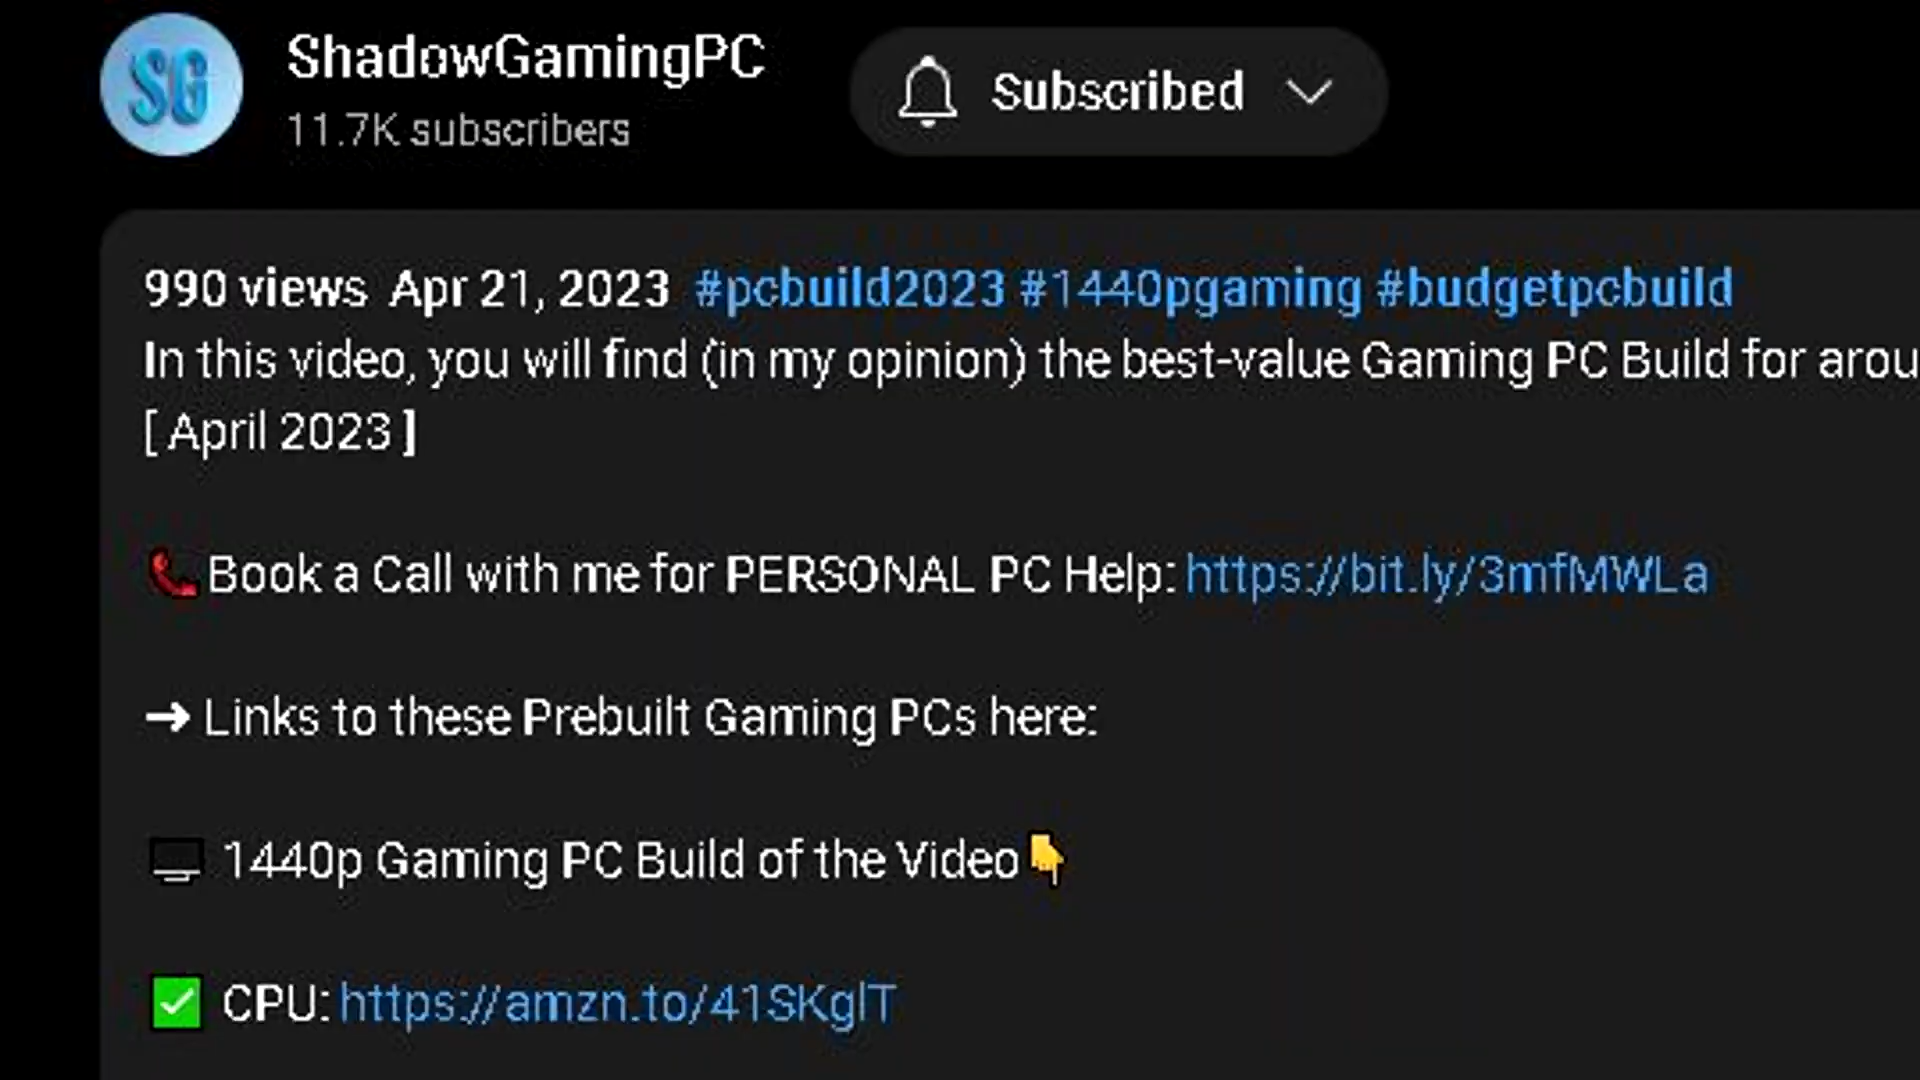 SG
ShadowGamingPC
11.7K subscribers
Subscribed
990 views Apr 21, 2023 #pcbuild2023 #1440pgaming #budgetpcbuild
In this video, you will find (in my opinion) the best-value Gaming PC Build for arou
[ April 2023 ]
Book a Call with me for PERSONAL PC Help: https://bit.ly/3mfMWLa
➜ Links to these Prebuilt Gaming PCs here:
1440p Gaming PC Build of the Video👇
✅ CPU: https://amzn.to/41SKglT